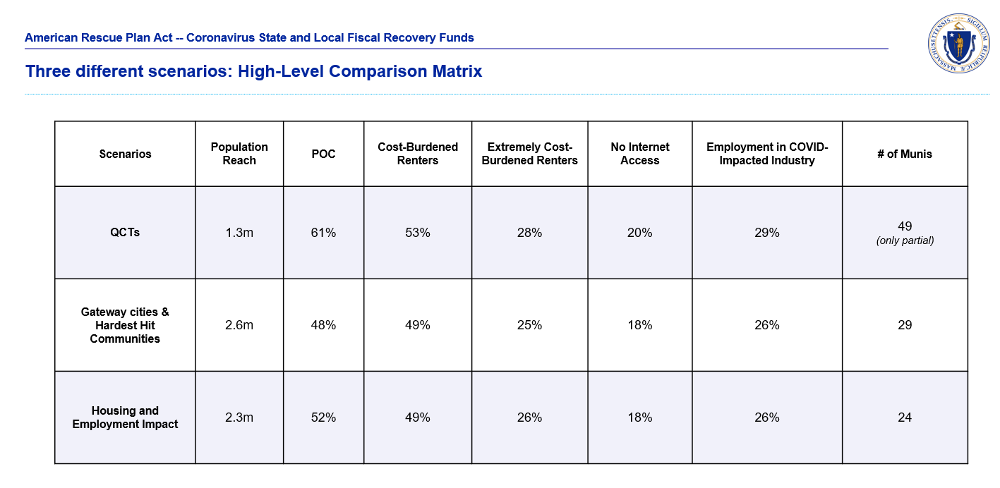 American Rescue Plan Act -- Coronavirus State and Local Fiscal Recovery Funds
Three different scenarios: High-Level Comparison Matrix
Scenarios
Population
Reach
POC
Cost-Burdened
Renters
Extremely Cost-
Burdened Renters
No Internet
Access
Employment in COVID-
Impacted Industry
# of Munis
QCTs
1.3m
61%
53%
28%
20%
29%
49
(only partial)
Gateway cities &
Hardest Hit
Communities
2.6m
48%
49%
25%
18%
26%
29
Housing and
Employment Impact
2.3m
52%
49%
26%
18%
26%
24
SIGILLUM REIPUBLICÆ MASSACHUSETTENSIS